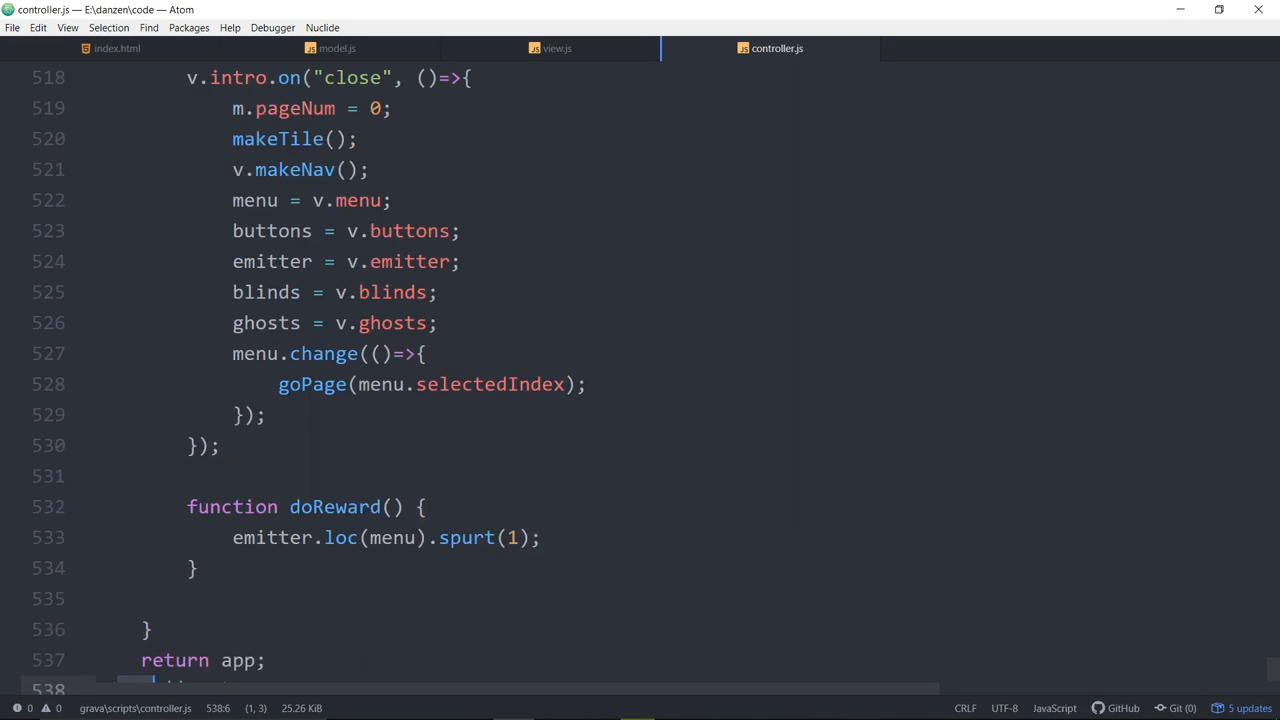 controller.js — E:\danzen\code — Atom
File Edit View Selection Find Packages Help Debugger Nuclide
index.html model.js view.js controller.js
518 v.intro.on("close", ()=>{
519 m.pageNum = 0;
520 makeTile();
521 v.makeNav();
522 menu = v.menu;
523 buttons = v.buttons;
524 emitter = v.emitter;
525 blinds = v.blinds;
526 ghosts = v.ghosts;
527 menu.change(()=>{
528 goPage(menu.selectedIndex);
529 });
530 });
531
532 function doReward() {
533 emitter.loc(menu).spurt(1);
534 }
535
536 }
537 return app;
538
0 0 grava\scripts\controller.js 538:6 (1, 3) 25.26 KiB CRLF UTF-8 JavaScript GitHub Git (0) 5 updates